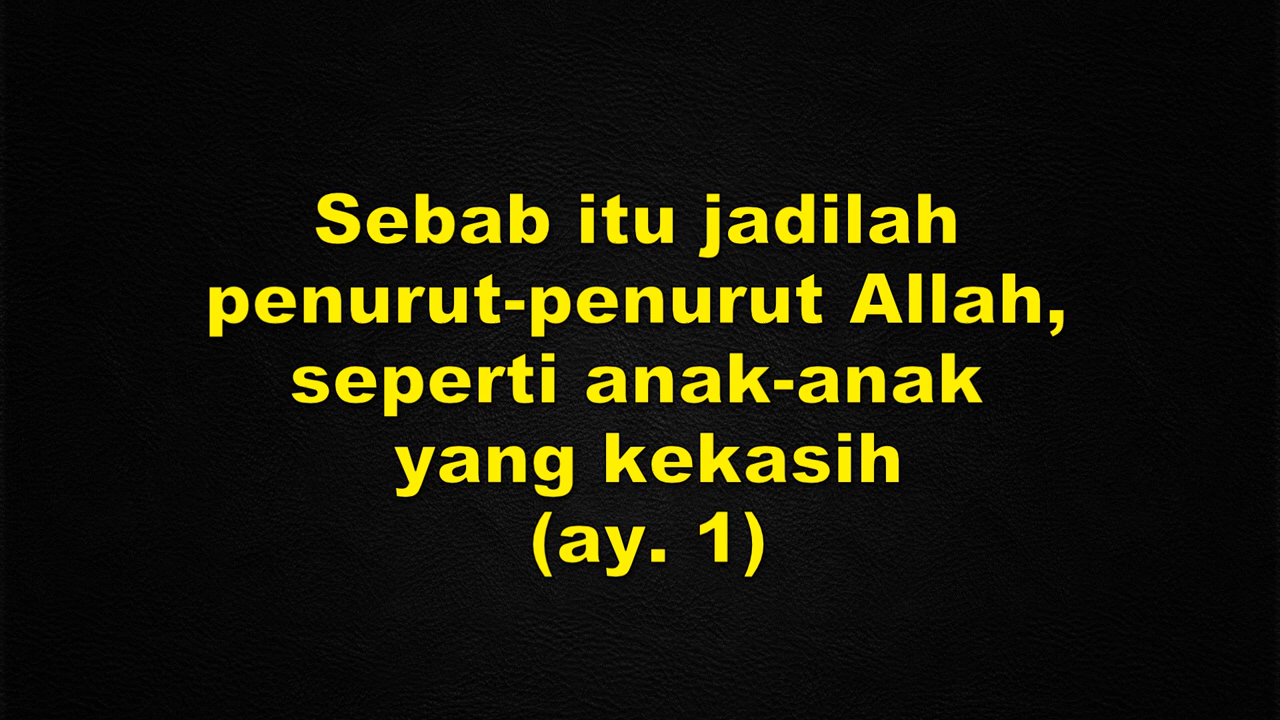 Sebab itu jadilah
penurut-penurut Allah,
seperti anak-anak
yang kekasih
(ay. 1)